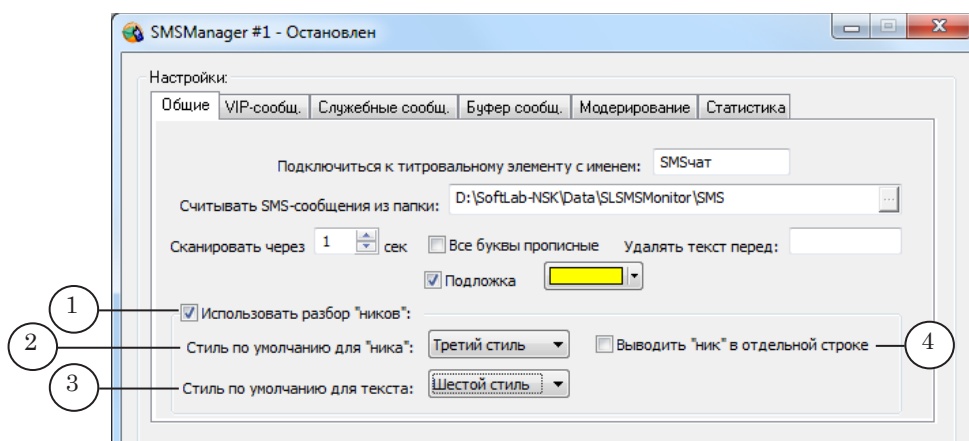 SMSManager #1 - Остановлен
Настройки:
Общие VIP-сообщ. Служебные сообщ. Буфер сообщ. Модерирование Статистика
Подключиться к титровальному элементу с именем: SMSчат
Считывать SMS-сообщения из папки: D:\SoftLab-NSK\Data\SLSMSMonitor\SMS ...
Сканировать через 1 сек Все буквы прописные Удалять текст перед:
Подложка
1 Использовать разбор "ников":
2 Стиль по умолчанию для "ника": Третий стиль Выводить "ник" в отдельной строке 4
3 Стиль по умолчанию для текста: Шестой стиль